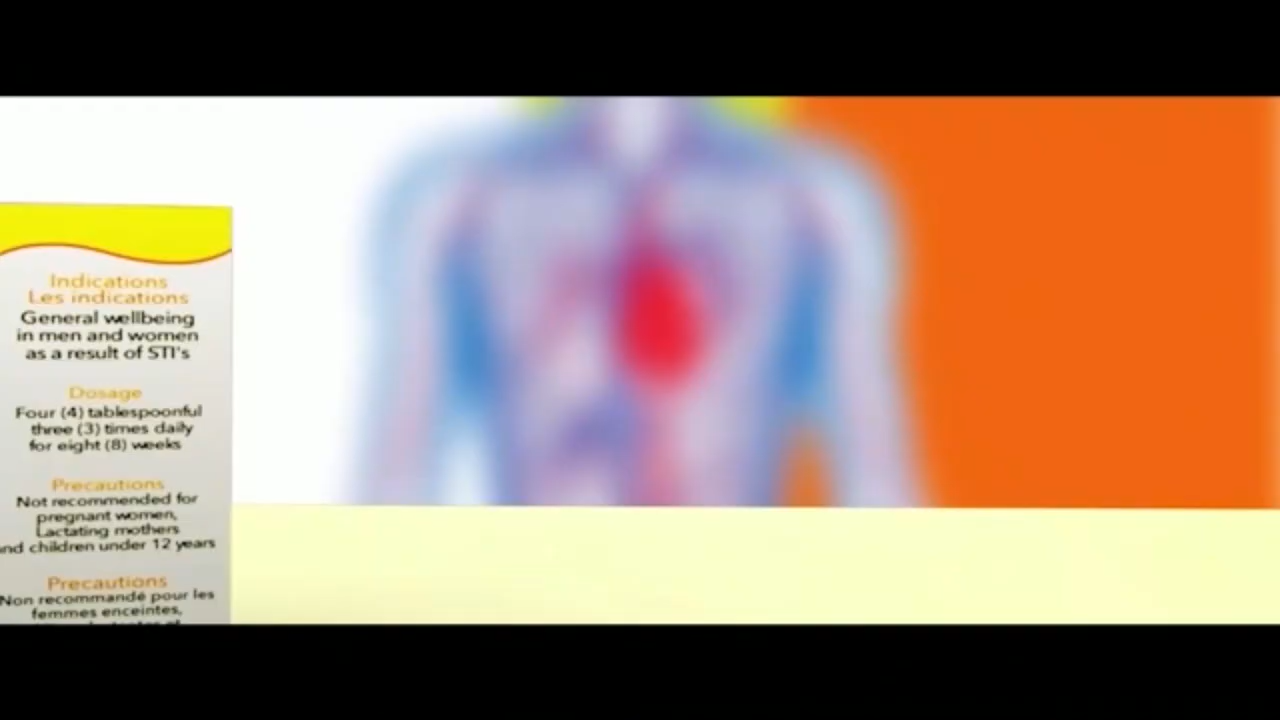 Indications
Les indications
General wellbeing
in men and women
as a result of STI's
Dosage
Four (4) tablespoonful
three (3) times daily
for eight (8) weeks
Precautions
Not recommended for
pregnant women,
Lactating mothers
and children under 12 years
Precautions
Non recommandé pour les
femmes enceintes,